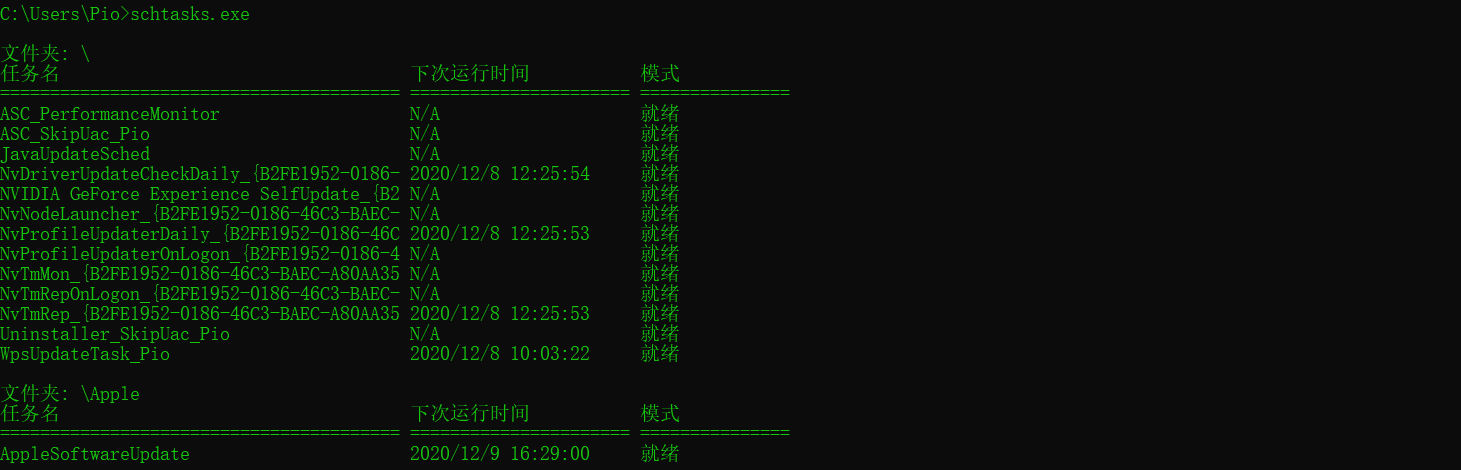 C:\Users\Pio>schtasks.exe
文件夹: \
任务名 下次运行时间 模式
======================================== ====================== ===============
ASC_PerformanceMonitor N/A 就绪
ASC_SkipUac_Pio N/A 就绪
JavaUpdateSched N/A 就绪
NvDriverUpdateCheckDaily_{B2FE1952-0186- 2020/12/8 12:25:54 就绪
NVIDIA GeForce Experience SelfUpdate_{B2 N/A 就绪
NvNodeLauncher_{B2FE1952-0186-46C3-BAEC- N/A 就绪
NvProfileUpdaterDaily_{B2FE1952-0186-46C 2020/12/8 12:25:53 就绪
NvProfileUpdaterOnLogon_{B2FE1952-0186-4 N/A 就绪
NvTmMon_{B2FE1952-0186-46C3-BAEC-A80AA35 N/A 就绪
NvTmRepOnLogon_{B2FE1952-0186-46C3-BAEC- N/A 就绪
NvTmRep_{B2FE1952-0186-46C3-BAEC-A80AA35 2020/12/8 12:25:53 就绪
Uninstaller_SkipUac_Pio N/A 就绪
WpsUpdateTask_Pio 2020/12/8 10:03:22 就绪
文件夹: \Apple
任务名 下次运行时间 模式
======================================== ====================== ===============
AppleSoftwareUpdate 2020/12/9 16:29:00 就绪